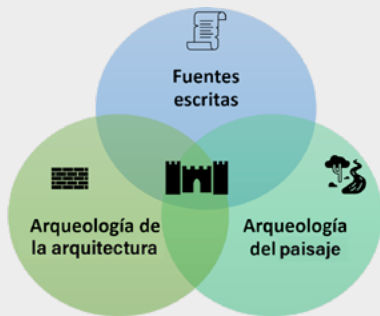 Fuentes
escritas
Arqueología de
la arquitectura
Arqueología
del paisaje